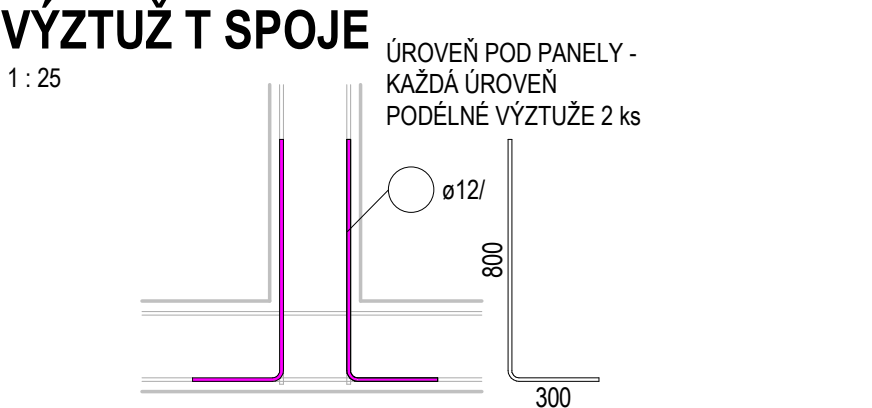 VÝZTUŽ T SPOJE
1 : 25
ÚROVEŇ POD PANELY -
KAŽDÁ ÚROVEŇ
PODÉLNÉ VÝZTUŽE 2 ks
ø12/
800
300